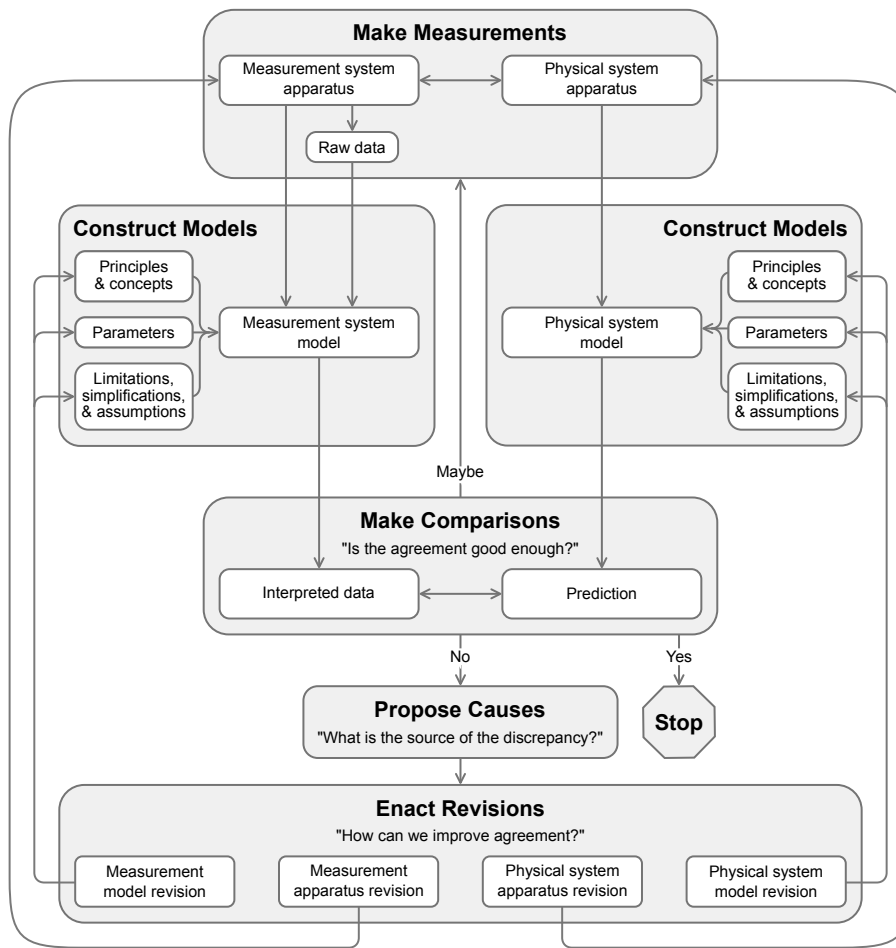 Make Measurements
Measurement system
apparatus
Physical system
apparatus
Raw data
Construct Models
Principles
& concepts
Parameters
Limitations,
simplifications,
& assumptions
Measurement system
model
Construct Models
Physical system
model
Principles
& concepts
Parameters
Limitations,
simplifications,
& assumptions
Maybe
Make Comparisons
"Is the agreement good enough?"
Interpreted data
Prediction
No
Yes
Propose Causes
"What is the source of the discrepancy?"
Stop
Enact Revisions
"How can we improve agreement?"
Measurement
model revision
Measurement
apparatus revision
Physical system
apparatus revision
Physical system
model revision